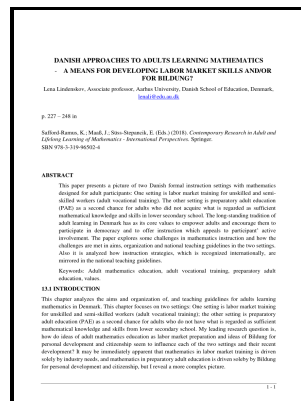 DANISH APPROACHES TO ADULTS LEARNING MATHEMATICS
- A MEANS FOR DEVELOPING LABOR MARKET SKILLS AND/OR
FOR BILDUNG?
Lena Lindenskov, Associate professor, Aarhus University, Danish School of Education, Denmark,
lenali@edu.au.dk
p. 227 – 248 in
Safford-Ramus, K.; Maaß, J.; Süss-Stepancik, E. (Eds.) (2018). Contemporary Research in Adult and
Lifelong Learning of Mathematics - International Perspectives. Springer.
SBN 978-3-319-96502-4
ABSTRACT
This paper presents a picture of two Danish formal instruction settings with mathematics
designed for adult participants: One setting is labor market training for unskilled and semi-
skilled workers (adult vocational training). The other setting is preparatory adult education
(PAE) as a second chance for adults who did not acquire what is regarded as sufficient
mathematical knowledge and skills in lower secondary school. The long-standing tradition of
adult learning in Denmark has as its core values to empower adults and encourage them to
participate in democracy and to offer instruction which appeals to participants' active
involvement. The paper explores some challenges in mathematics instruction and how the
challenges are met in aims, organization and national teaching guidelines in the two settings.
Also it is analyzed how instruction strategies, which is recognized internationally, are
mirrored in the national teaching guidelines.
Keywords: Adult mathematics education, adult vocational training, preparatory adult
education, values.
13.1 INTRODUCTION
This chapter analyzes the aims and organization of, and teaching guidelines for adults learning
mathematics in Denmark. This chapter focuses on two settings: One setting is labor market training
for unskilled and semi-skilled workers (adult vocational training); the other setting is preparatory
adult education (PAE) as a second chance for adults who do not have what is regarded as sufficient
mathematical knowledge and skills from lower secondary school. My leading research question is,
how do ideas of adult mathematics education as labor market preparation and ideas of Bildung for
personal development and citizenship seem to influence each of the two settings and their recent
development? It may be immediately apparent that mathematics in labor market training is driven
solely by industry needs, and mathematics in preparatory adult education is driven solely by Bildung
for personal development and citizenship, but I reveal a more complex picture.
1 - 1